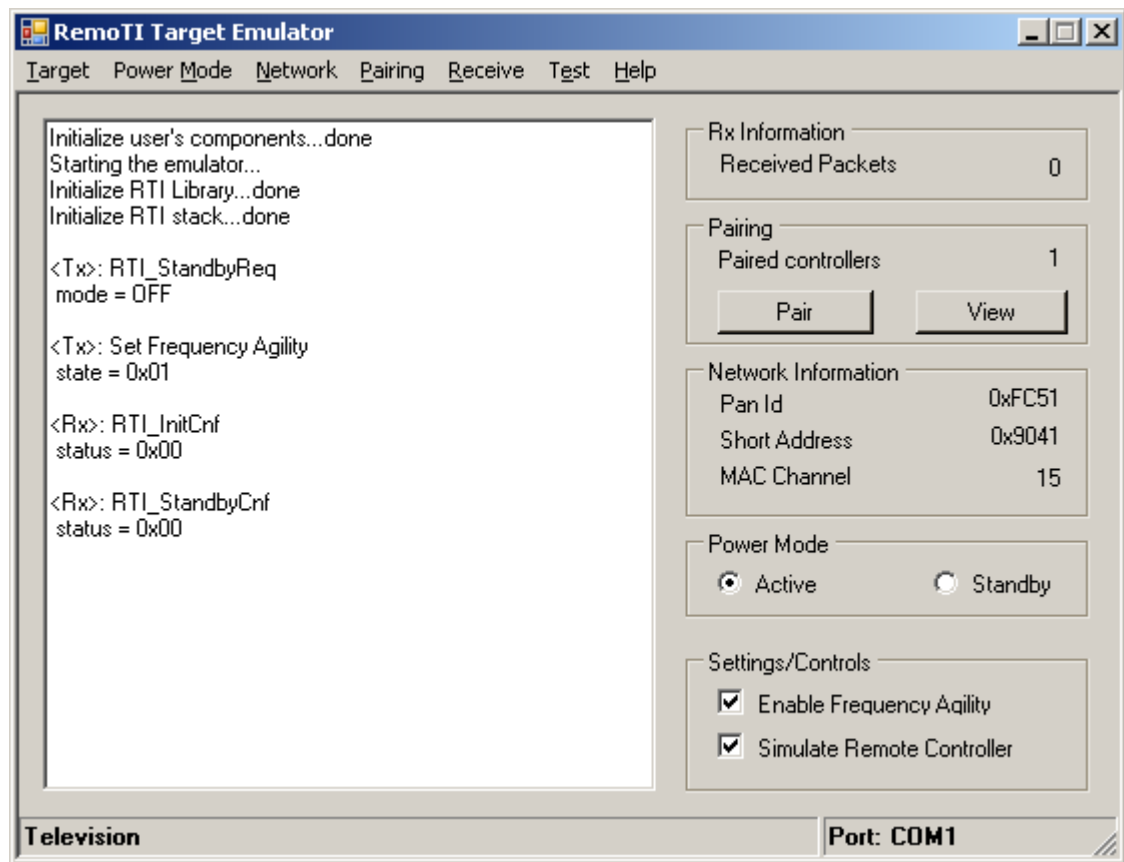 RemoTI Target Emulator
Target Power Mode Network Pairing Receive Test Help
Initialize user's components...done
Starting the emulator...
Initialize RTI Library...done
Initialize RTI stack...done
<Tx>: RTI_StandbyReq
mode = OFF
<Tx>: Set Frequency Agility
state = 0x01
<Rx>: RTI_InitCnf
status = 0x00
<Rx>: RTI_StandbyCnf
status = 0x00
Rx Information
Received Packets 0
Pairing
Paired controllers 1
Pair View
Network Information
Pan Id 0xFC51
Short Address 0x9041
MAC Channel 15
Power Mode
Active Standby
Settings/Controls
Enable Frequency Agility
Simulate Remote Controller
Television Port: COM1